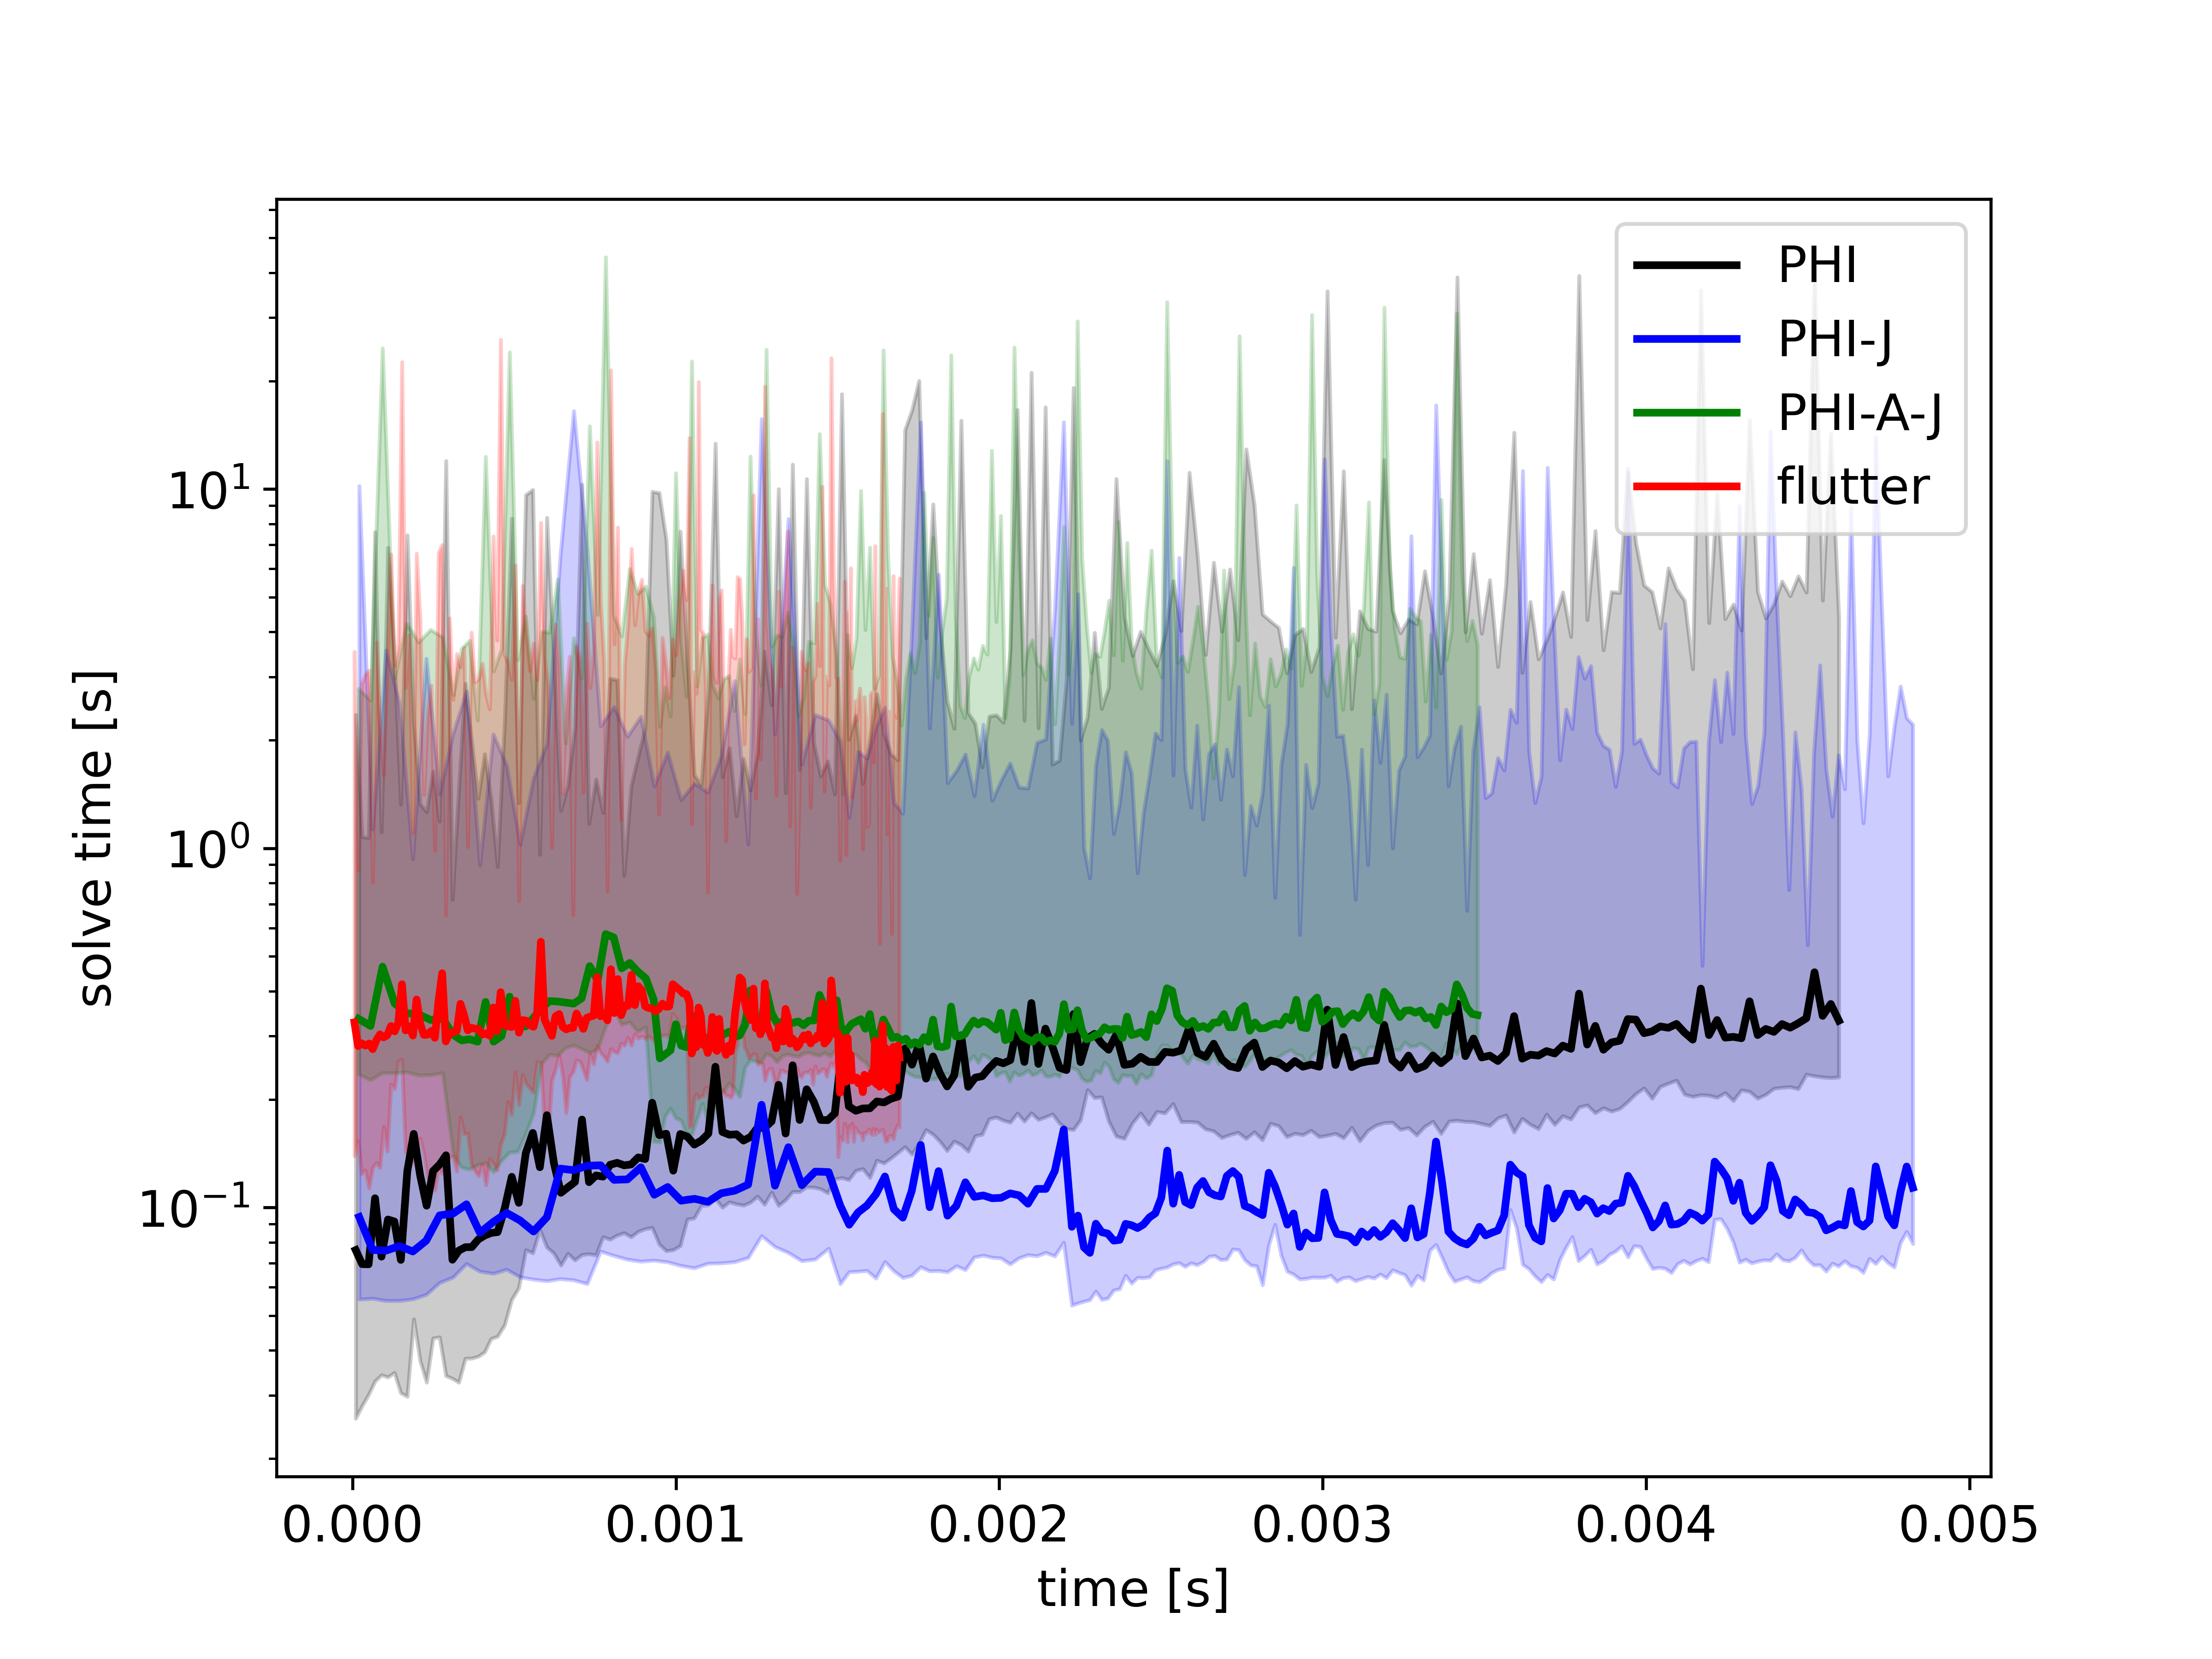 PHI
PHI-J
PHI-A-J
flutter
10¹
10⁰
10⁻¹
solve time [s]
0.000 0.001 0.002 0.003 0.004 0.005
time [s]